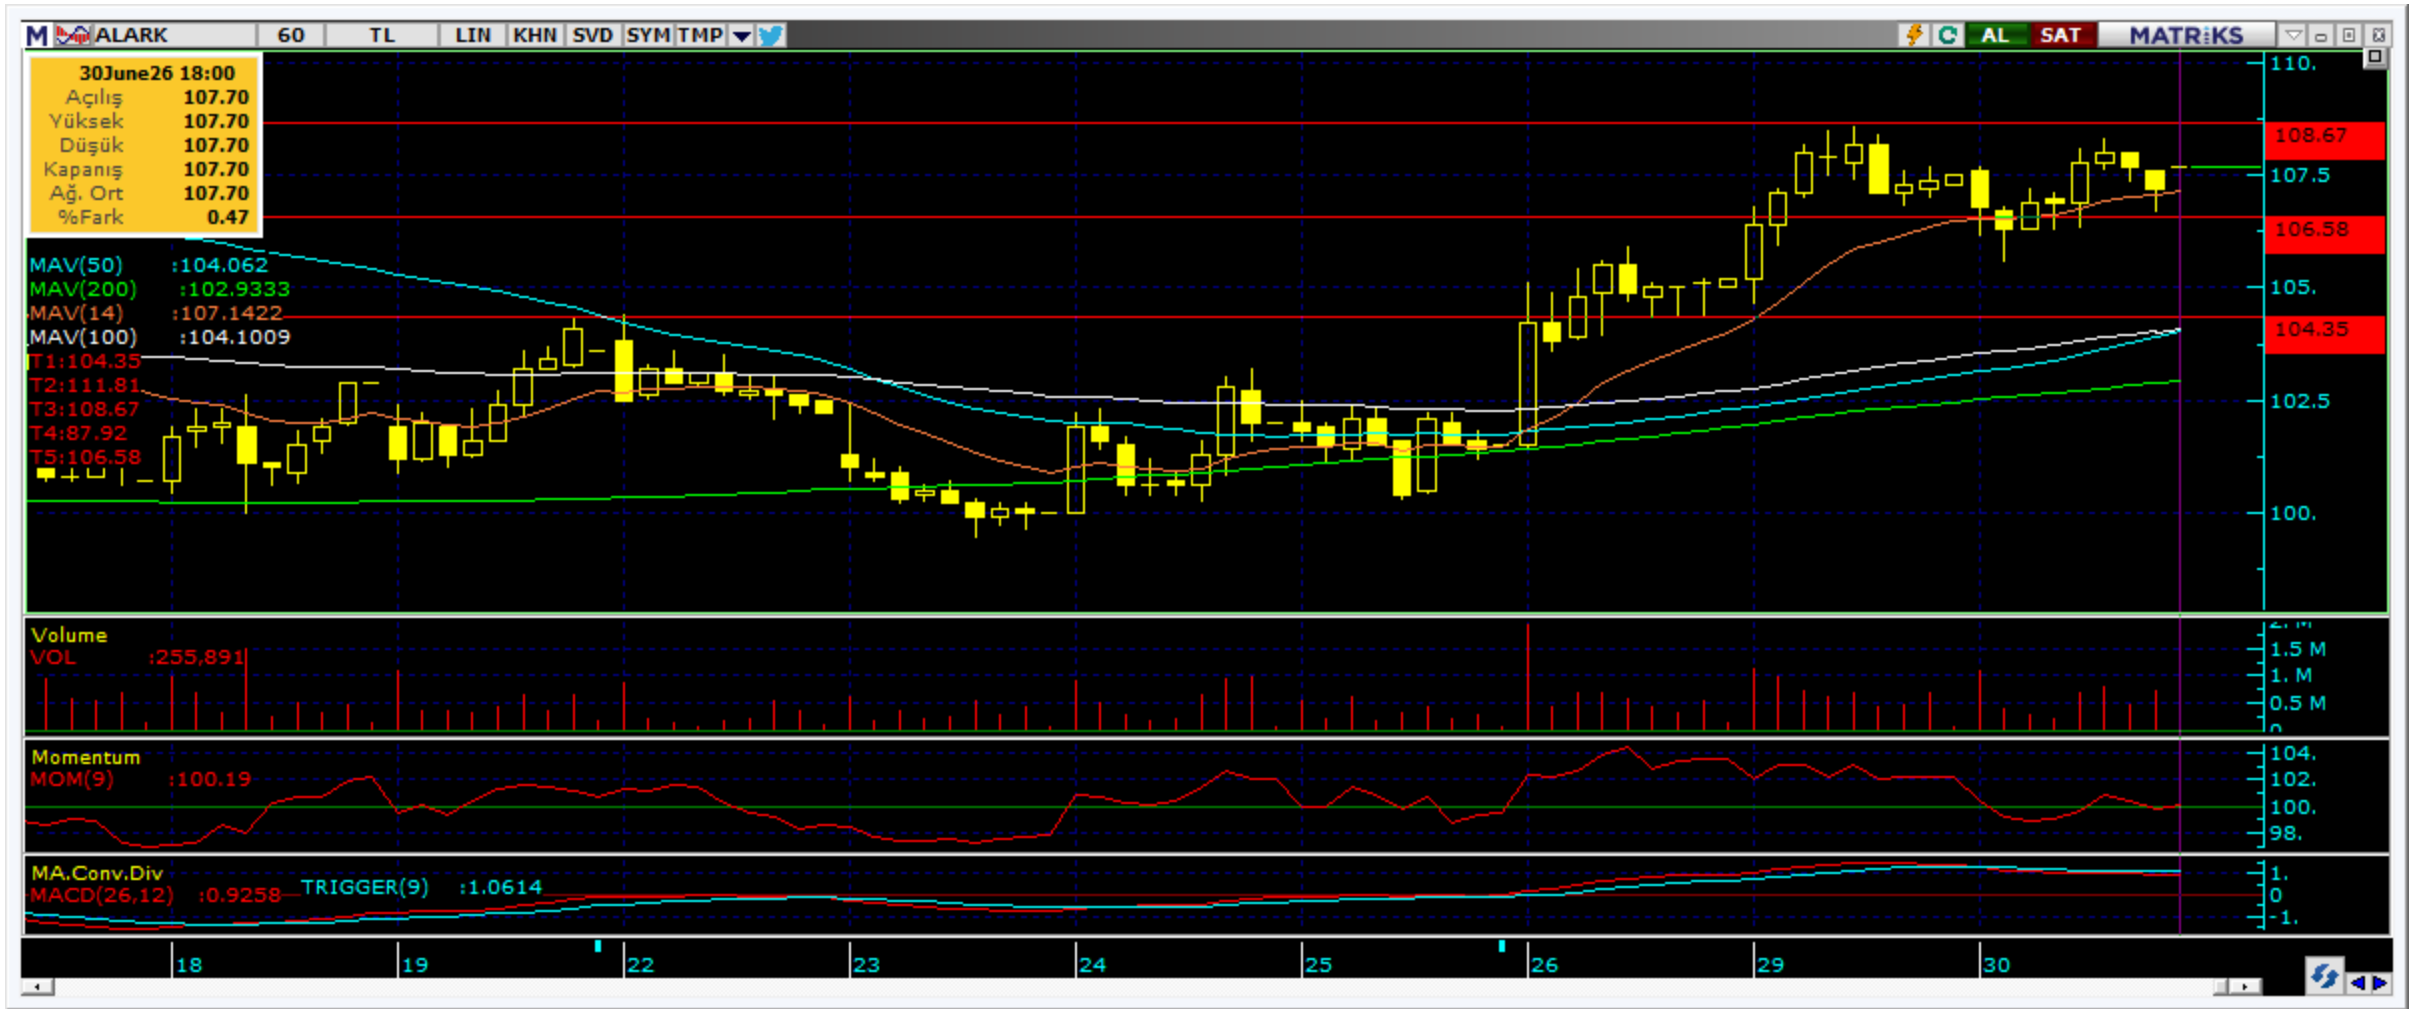 M ALARK 60 TL LIN KHN SVD SYM TMP AL SAT MATRiKS
30June26 18:00
Açılış 107.70
Yüksek 107.70
Düşük 107.70
Kapanış 107.70
Ağ. Ort 107.70
%Fark 0.47
MAV(50) :104.062
MAV(200) :102.9333
MAV(14) :107.1422
MAV(100) :104.1009
T1:104.35
T2:111.81
T3:108.67
T4:87.92
T5:106.58
110.
108.67
107.5
106.58
105.
104.35
102.5
100.
Volume
VOL :255,891
2. M
1.5 M
1. M
0.5 M
0
Momentum
MOM(9) :100.19
104.
102.
100.
98.
MA.Conv.Div
MACD(26,12) :0.9258 TRIGGER(9) :1.0614
1.
0
-1.
18 19 22 23 24 25 26 29 30